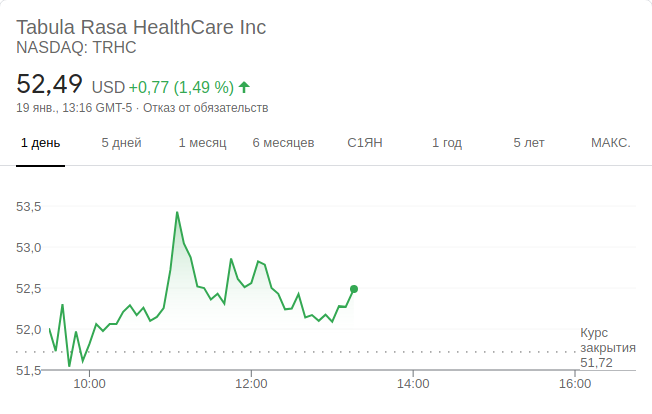 Tabula Rasa HealthCare Inc
NASDAQ: TRHC
52,49 USD +0,77 (1,49 %)
19 янв., 13:16 GMT-5 · Отказ от обязательств
1 день 5 дней 1 месяц 6 месяцев С1ЯН 1 год 5 лет МАКС.
53,5
53,0
52,5
52,0
Курс
закрытия
51,72
51,5
10:00 12:00 14:00 16:00